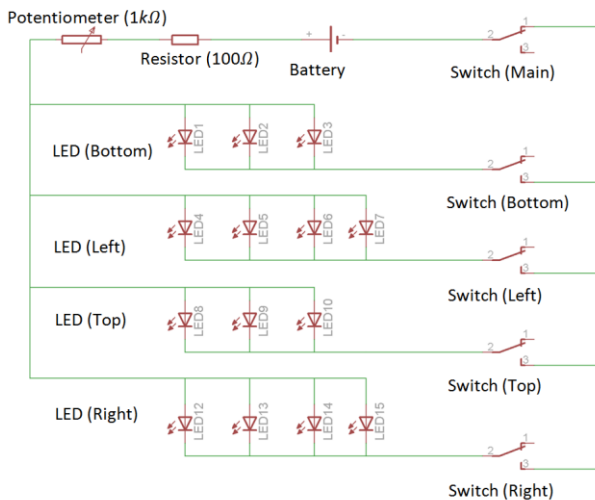 Potentiometer (1kΩ)
Resistor (100Ω)
+ -
Battery
2 1 3
Switch (Main)
LED (Bottom)
LED1 LED2 LED3
2 1 3
Switch (Bottom)
LED (Left)
LED4 LED5 LED6 LED7
2 1 3
Switch (Left)
LED (Top)
LED8 LED9 LED10
2 1 3
Switch (Top)
LED (Right)
LED12 LED13 LED14 LED15
2 1 3
Switch (Right)